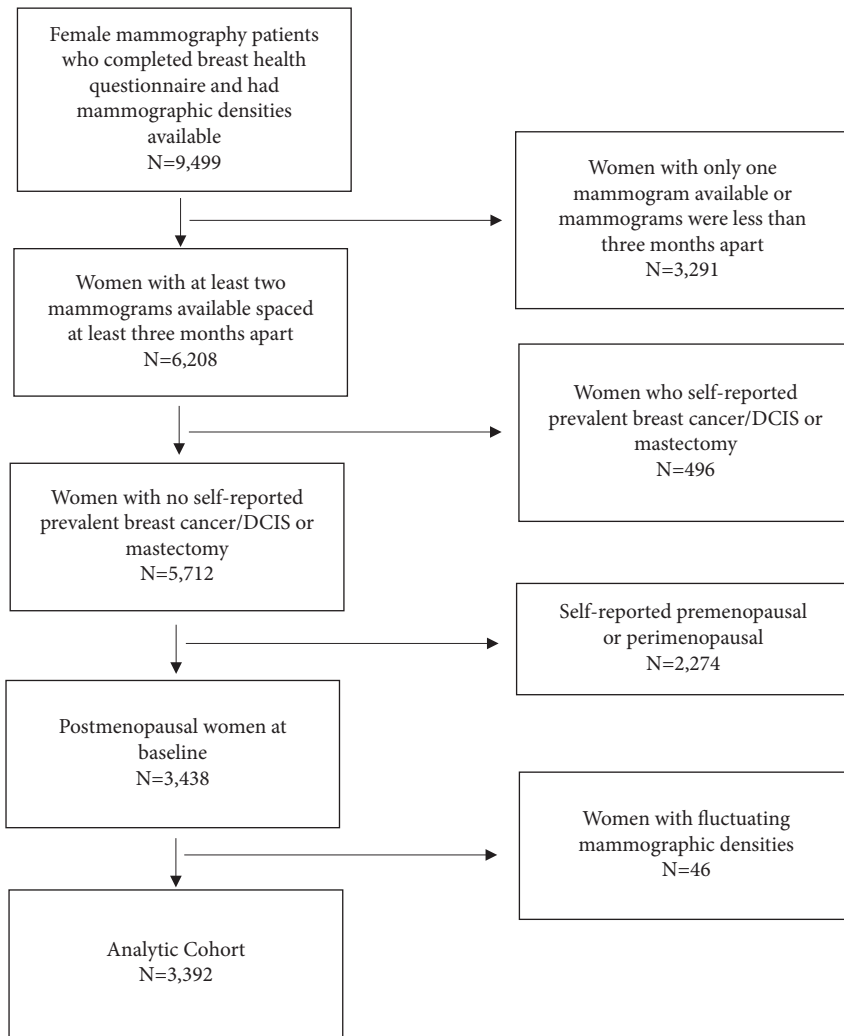 Female mammography patients
who completed breast health
questionnaire and had
mammographic densities
available
N=9,499
Women with only one
mammogram available or
mammograms were less than
three months apart
N=3,291
Women with at least two
mammograms available spaced
at least three months apart
N=6,208
Women who self-reported
prevalent breast cancer/DCIS or
mastectomy
N=496
Women with no self-reported
prevalent breast cancer/DCIS or
mastectomy
N=5,712
Self-reported premenopausal
or perimenopausal
N=2,274
Postmenopausal women at
baseline
N=3,438
Women with fluctuating
mammographic densities
N=46
Analytic Cohort
N=3,392